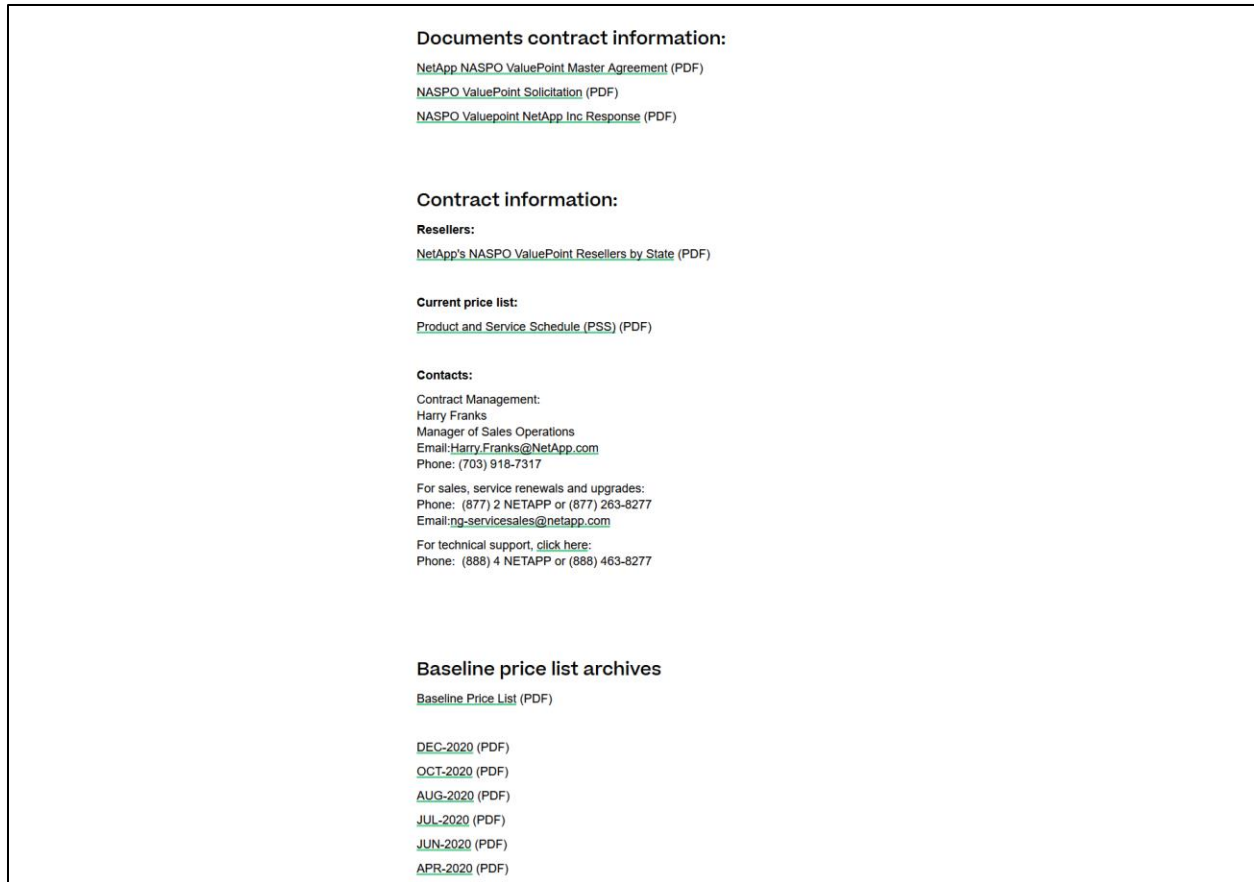 Documents contract information:
NetApp NASPO ValuePoint Master Agreement (PDF)
NASPO ValuePoint Solicitation (PDF)
NASPO Valuepoint NetApp Inc Response (PDF)
Contract information:
Resellers:
NetApp's NASPO ValuePoint Resellers by State (PDF)
Current price list:
Product and Service Schedule (PSS) (PDF)
Contacts:
Contract Management:
Harry Franks
Manager of Sales Operations
Email:Harry.Franks@NetApp.com
Phone: (703) 918-7317
For sales, service renewals and upgrades:
Phone:  (877) 2 NETAPP or (877) 263-8277
Email:ng-servicesales@netapp.com
For technical support, click here:
Phone:  (888) 4 NETAPP or (888) 463-8277
Baseline price list archives
Baseline Price List (PDF)
DEC-2020 (PDF)
OCT-2020 (PDF)
AUG-2020 (PDF)
JUL-2020 (PDF)
JUN-2020 (PDF)
APR-2020 (PDF)